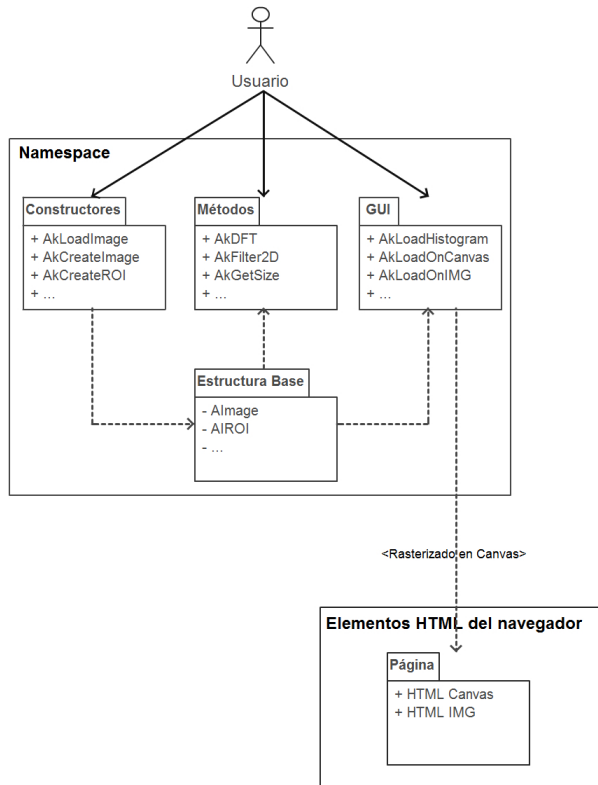 Usuario
Namespace
Constructores
+ AkLoadImage
+ AkCreateImage
+ AkCreateROI
+ ...
Métodos
+ AkDFT
+ AkFilter2D
+ AkGetSize
+ ...
GUI
+ AkLoadHistogram
+ AkLoadOnCanvas
+ AkLoadOnIMG
+ ...
Estructura Base
- AImage
- AIROI
- ...
<Rasterizado en Canvas>
Elementos HTML del navegador
Página
+ HTML Canvas
+ HTML IMG